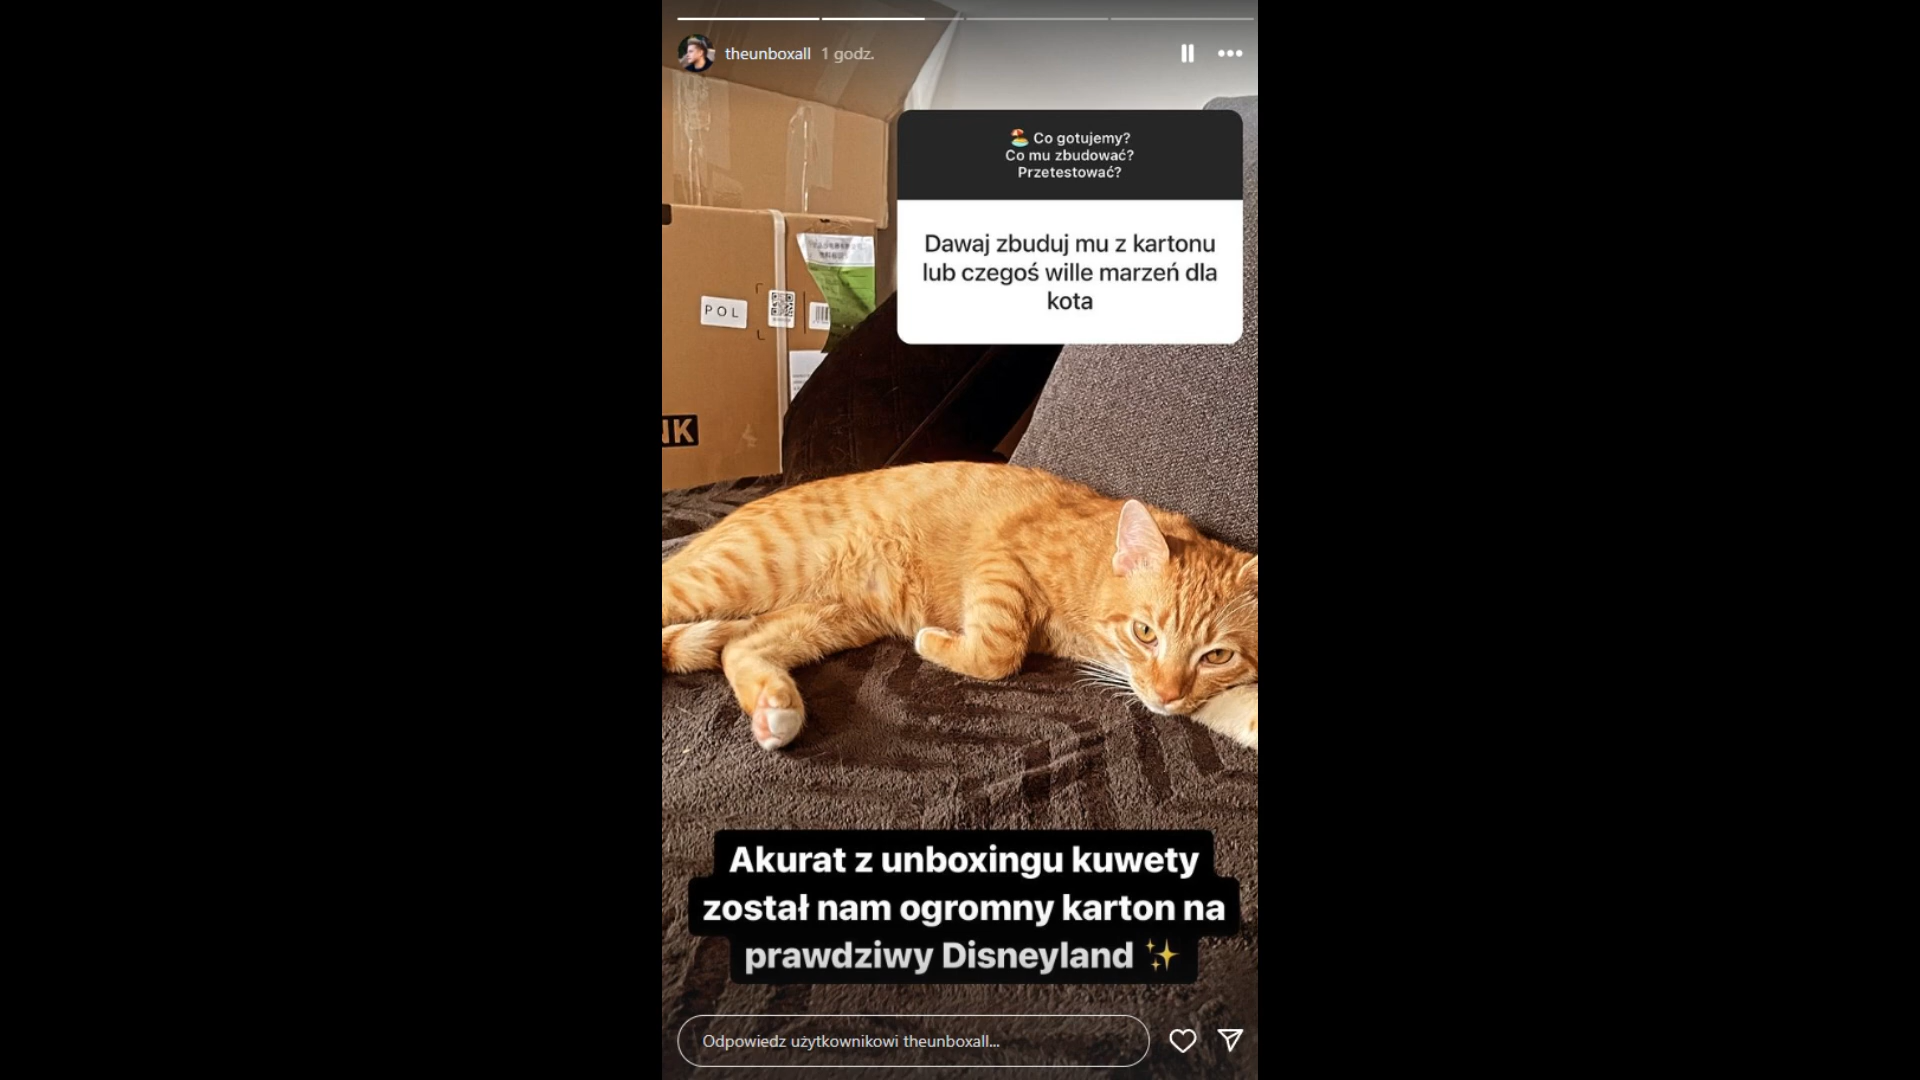 theunboxall 1 godz.
🏖️ Co gotujemy?
Co mu zbudować?
Przetestować?
Dawaj zbuduj mu z kartonu
lub czegoś wille marzeń dla
kota
POL
NK
Akurat z unboxingu kuwety
został nam ogromny karton na
prawdziwy Disneyland ✨
Odpowiedz użytkownikowi theunboxall...